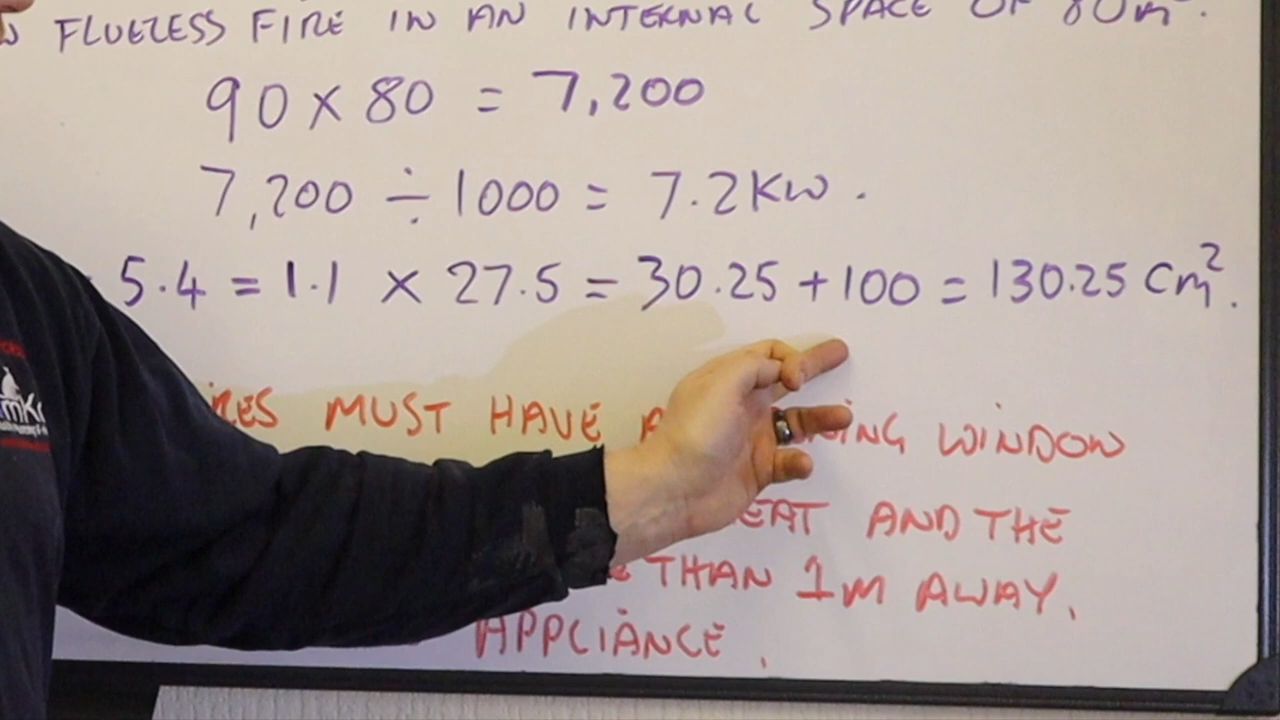 FLUELESS FIRE IN AN INTERNAL SPACE OF 80m³.
90 × 80 = 7,200
7,200 ÷ 1000 = 7.2KW.
5.4 = 1.1 × 27.5 = 30.25 + 100 = 130.25 Cm².
MUST HAVE WINDOW
AND THE
THAN 1M AWAY.
APPLIANCE.